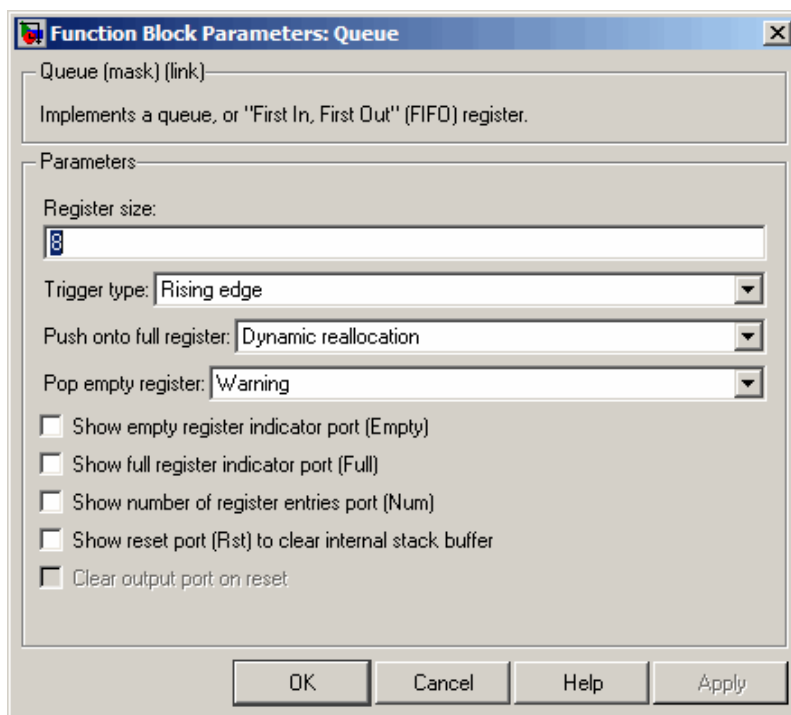 Function Block Parameters: Queue
Queue (mask) (link)
Implements a queue, or "First In, First Out" (FIFO) register.
Parameters
Register size:
8
Trigger type: Rising edge
Push onto full register: Dynamic reallocation
Pop empty register: Warning
Show empty register indicator port (Empty)
Show full register indicator port (Full)
Show number of register entries port (Num)
Show reset port (Rst) to clear internal stack buffer
Clear output port on reset
OK Cancel Help Apply